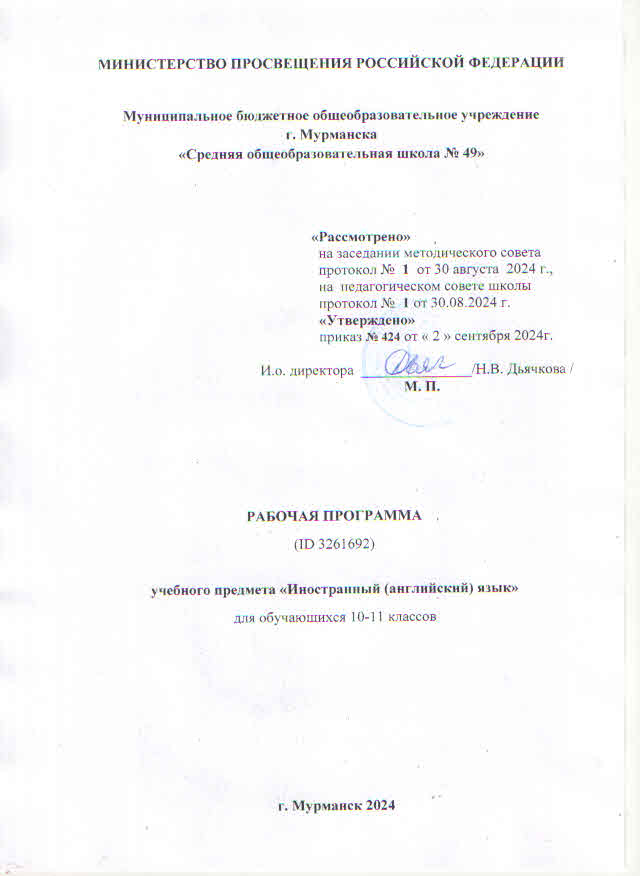 МИНИСТЕРСТВО ПРОСВЕЩЕНИЯ РОССИЙСКОЙ ФЕДЕРАЦИИ
Муниципальное бюджетное общеобразовательное учреждение
г. Мурманска
«Средняя общеобразовательная школа № 49»
«Рассмотрено»
на заседании методического совета
протокол № 1 от 30 августа 2024 г.,
на педагогическом совете школы
протокол № 1 от 30.08.2024 г.
«Утверждено»
приказ № 424 от « 2 » сентября 2024г.
И.о. директора ________________/Н.В. Дьячкова /
М. П.
РАБОЧАЯ ПРОГРАММА
(ID 3261692)
учебного предмета «Иностранный (английский) язык»
для обучающихся 10-11 классов
г. Мурманск 2024